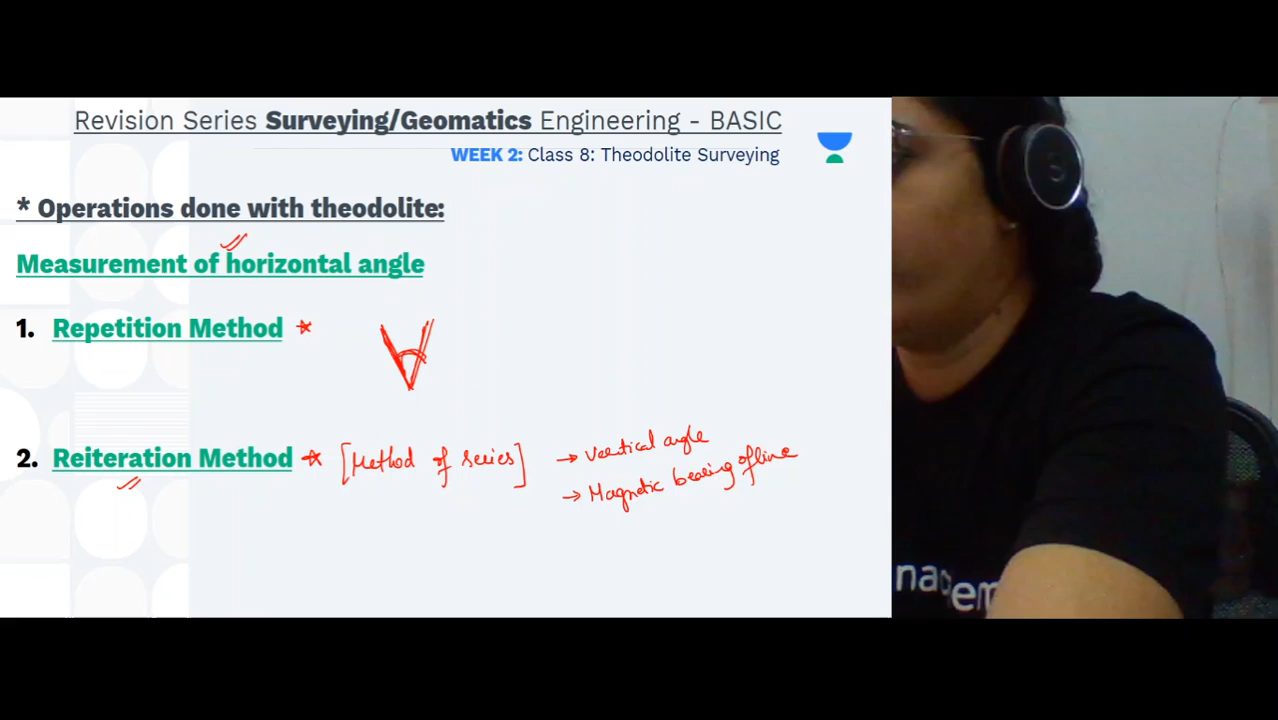 Revision Series Surveying/Geomatics Engineering - BASIC
WEEK 2: Class 8: Theodolite Surveying
* Operations done with theodolite:
Measurement of horizontal angle
1. Repetition Method *
2. Reiteration Method * [Method of series]
→ Vertical angle
→ Magnetic bearing of line